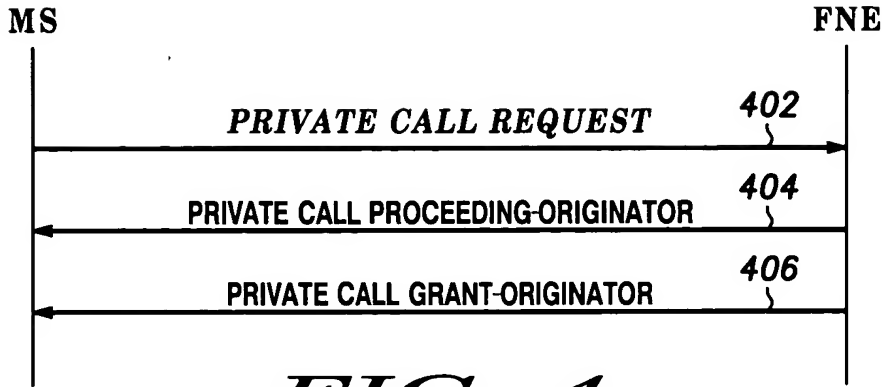 MS FNE
PRIVATE CALL REQUEST 402
PRIVATE CALL PROCEEDING-ORIGINATOR 404
PRIVATE CALL GRANT-ORIGINATOR 406